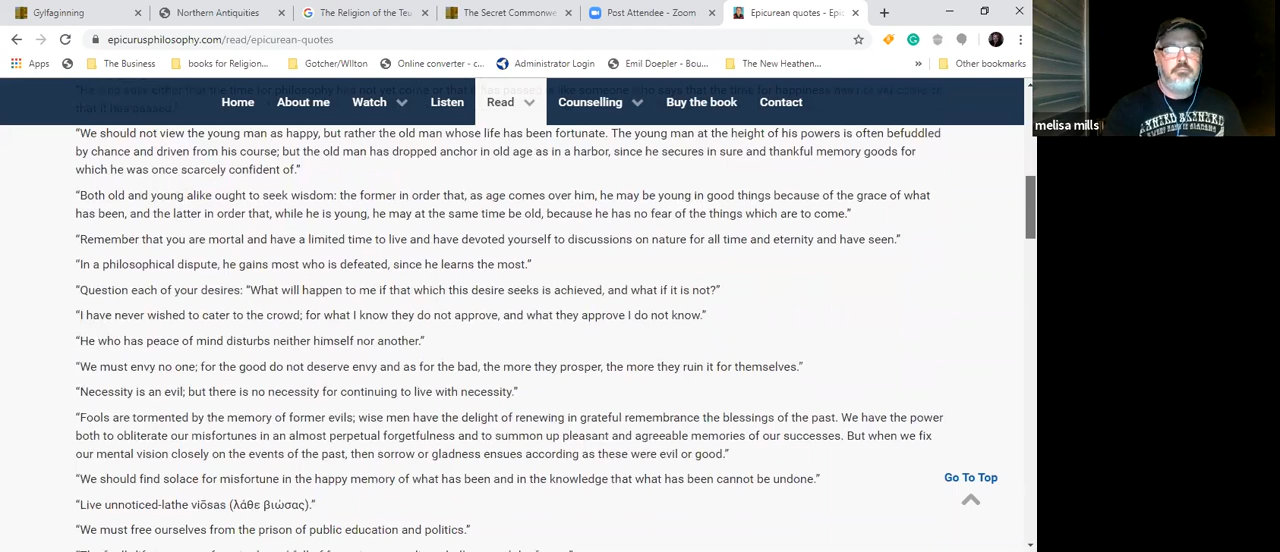 Gylfaginning
Northern Antiquities
The Religion of the Teu
The Secret Commonwe
Post Attendee - Zoom
Epicurean quotes - Epic
epicurusphilosophy.com/read/epicurean-quotes
Apps
The Business
books for Religion...
Gotcher/WIlton
Online converter - c...
Administrator Login
Emil Doepler - Bou...
The New Heathen...
»
Other bookmarks
Home
About me
Watch
Listen
Read
Counselling
Buy the book
Contact
“We should not view the young man as happy, but rather the old man whose life has been fortunate. The young man at the height of his powers is often befuddled
by chance and driven from his course; but the old man has dropped anchor in old age as in a harbor, since he secures in sure and thankful memory goods for
which he was once scarcely confident of.”
“Both old and young alike ought to seek wisdom: the former in order that, as age comes over him, he may be young in good things because of the grace of what
has been, and the latter in order that, while he is young, he may at the same time be old, because he has no fear of the things which are to come.”
“Remember that you are mortal and have a limited time to live and have devoted yourself to discussions on nature for all time and eternity and have seen.”
“In a philosophical dispute, he gains most who is defeated, since he learns the most.”
“Question each of your desires: “What will happen to me if that which this desire seeks is achieved, and what if it is not?”
“I have never wished to cater to the crowd; for what I know they do not approve, and what they approve I do not know.”
“He who has peace of mind disturbs neither himself nor another.”
“We must envy no one; for the good do not deserve envy and as for the bad, the more they prosper, the more they ruin it for themselves.”
“Necessity is an evil; but there is no necessity for continuing to live with necessity.”
“Fools are tormented by the memory of former evils; wise men have the delight of renewing in grateful remembrance the blessings of the past. We have the power
both to obliterate our misfortunes in an almost perpetual forgetfulness and to summon up pleasant and agreeable memories of our successes. But when we fix
our mental vision closely on the events of the past, then sorrow or gladness ensues according as these were evil or good.”
“We should find solace for misfortune in the happy memory of what has been and in the knowledge that what has been cannot be undone.”
“Live unnoticed-lathe viōsas (λάθε βιώσας).”
“We must free ourselves from the prison of public education and politics.”
Go To Top
melisa mills